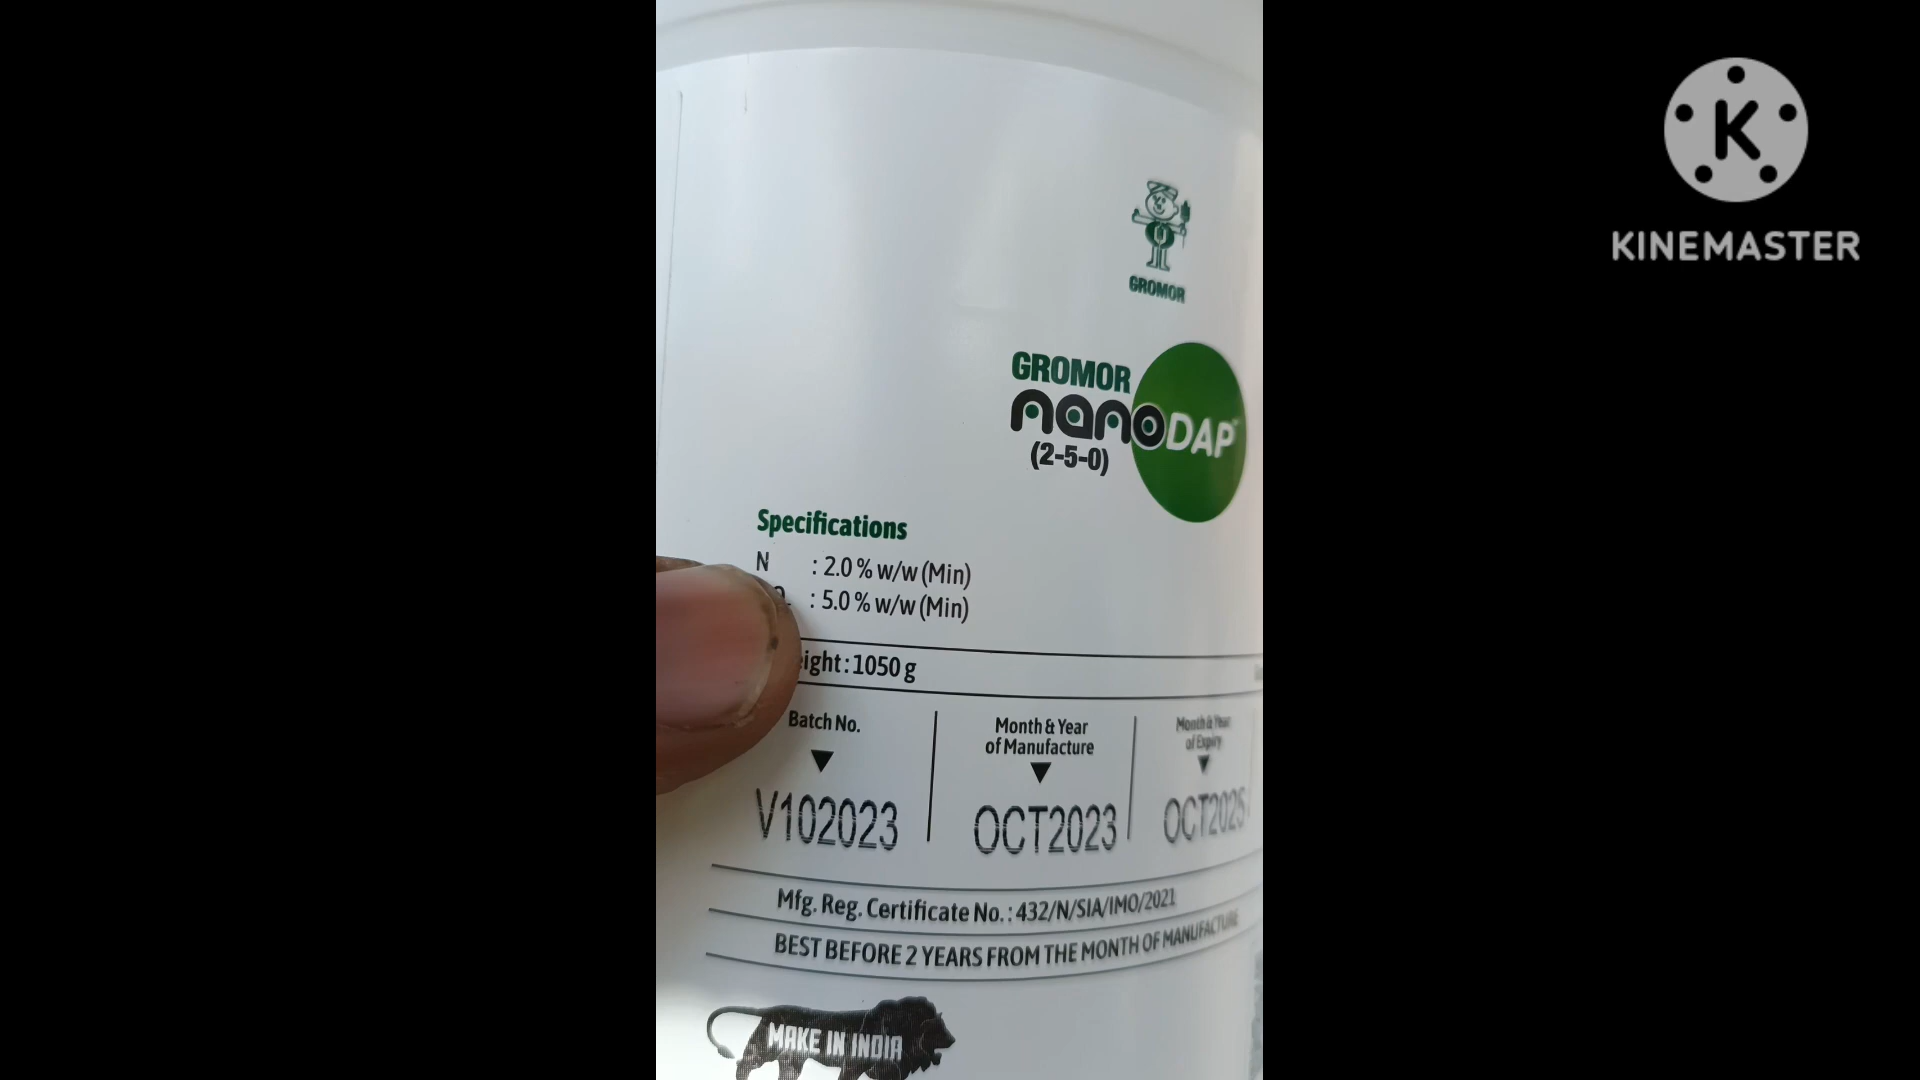 GROMOR
GROMOR
nanoDAP
(2-5-0)
Specifications
N : 2.0 % w/w (Min)
: 5.0 % w/w (Min)
: 1050 g
Batch No.
V102023
Month & Year
of Manufacture
OCT2023
Month & Year
of Expiry
OCT2025
Mfg. Reg. Certificate No. : 432/N/SIA/IMO/2021
BEST BEFORE 2 YEARS FROM THE MONTH OF MANUFACTURE
MAKE IN INDIA
K
KINEMASTER